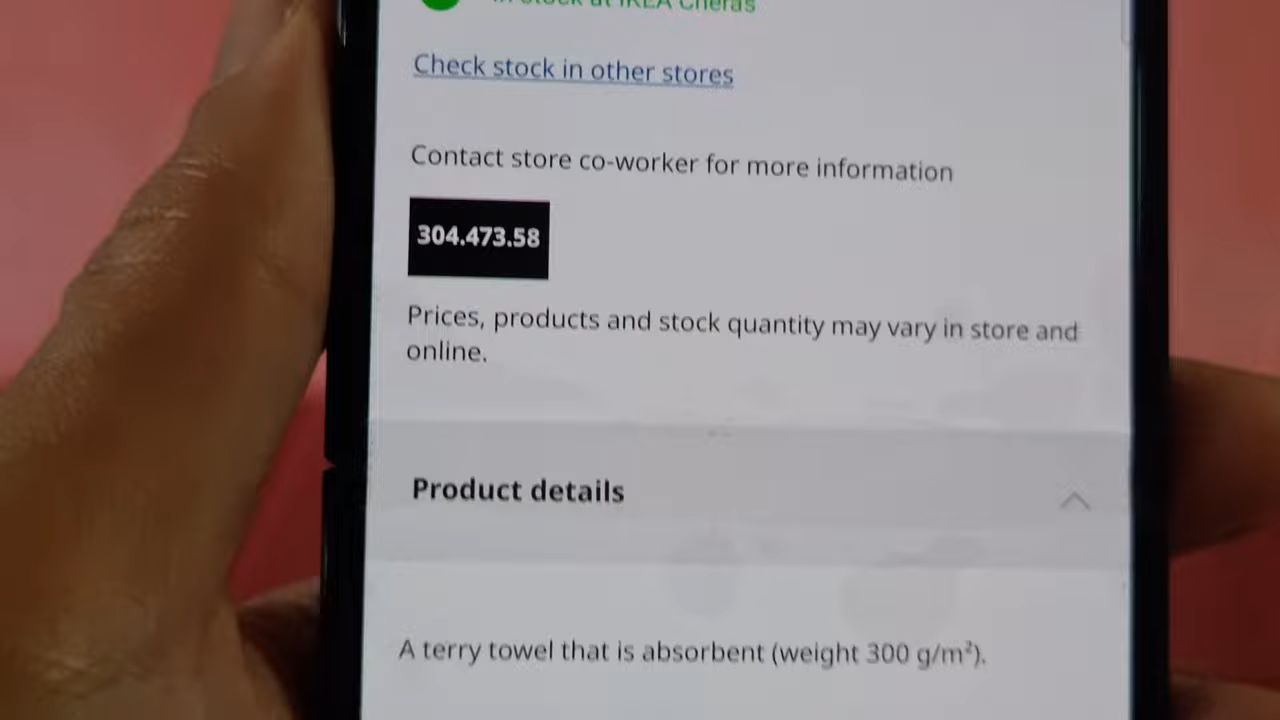 In stock at IKEA Cheras
Check stock in other stores
Contact store co-worker for more information
304.473.58
Prices, products and stock quantity may vary in store and
online.
Product details
A terry towel that is absorbent (weight 300 g/m²).